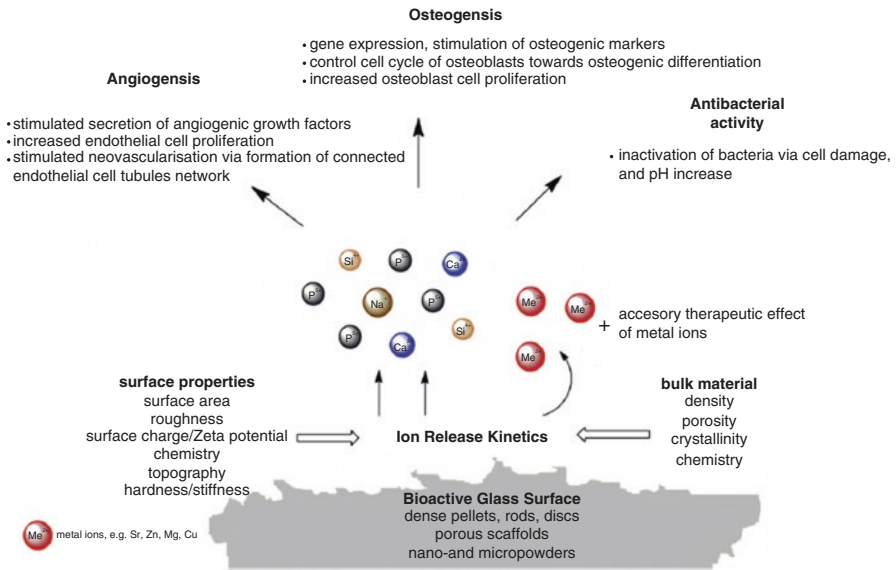 Osteogensis
• gene expression, stimulation of osteogenic markers
• control cell cycle of osteoblasts towards osteogenic differentiation
• increased osteoblast cell proliferation
Angiogensis
• stimulated secretion of angiogenic growth factors
• increased endothelial cell proliferation
• stimulated neovascularisation via formation of connected
endothelial cell tubules network
Antibacterial
activity
• inactivation of bacteria via cell damage,
and pH increase
Si⁴⁺
P
Ca
P
Na⁺
P
P
Ca
Si⁴⁺
Me
Me
Me
+
accesory therapeutic effect
of metal ions
surface properties
surface area
roughness
surface charge/Zeta potential
chemistry
topography
hardness/stiffness
Ion Release Kinetics
bulk material
density
porosity
crystallinity
chemistry
Bioactive Glass Surface
dense pellets, rods, discs
porous scaffolds
nano-and micropowders
Me
metal ions, e.g. Sr, Zn, Mg, Cu